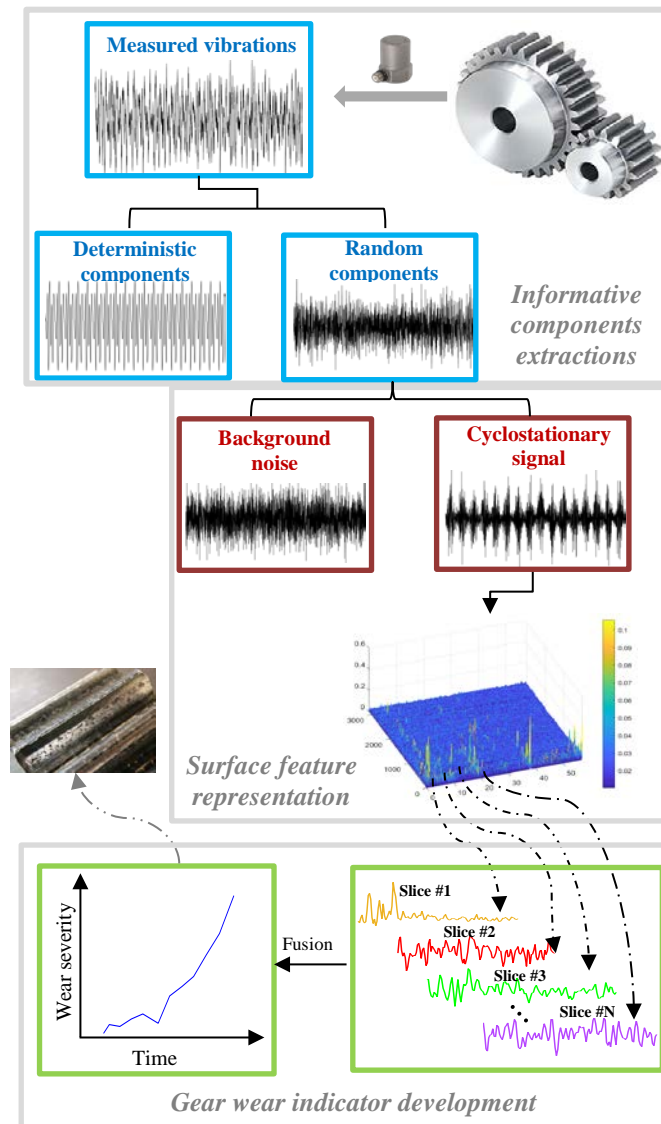 Measured vibrations
Deterministic
components
Random
components
Informative
components
extractions
Background
noise
Cyclostationary
signal
0.6
0.4
0.2
0
3000
2000
1000
0
0
10
20
30
40
50
0.1
0.09
0.08
0.07
0.06
0.05
0.04
0.03
0.02
Surface feature
representation
Slice #1
Slice #2
Slice #3
Slice #N
Fusion
Wear severity
Time
Gear wear indicator development